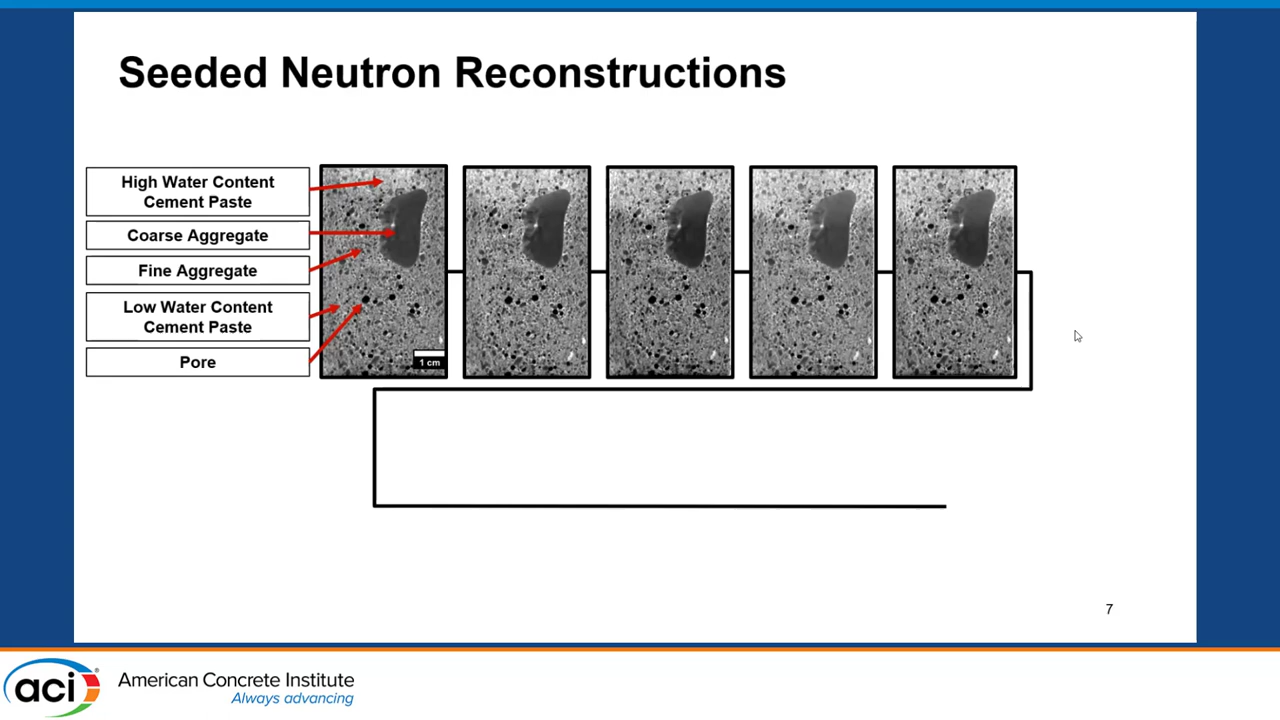 Seeded Neutron Reconstructions
High Water Content
Cement Paste
Coarse Aggregate
Fine Aggregate
Low Water Content
Cement Paste
Pore
1 cm
7
aci®
American Concrete Institute
Always advancing